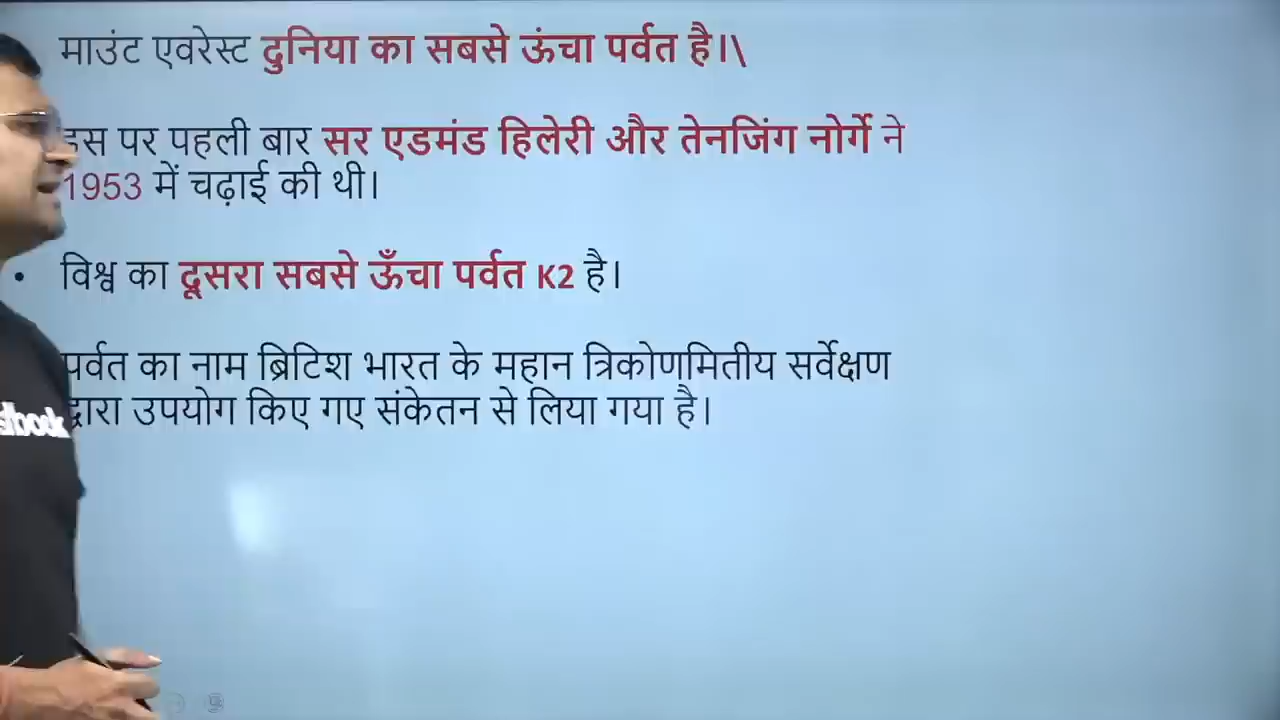 माउंट एवरेस्ट दुनिया का सबसे ऊंचा पर्वत है।\
इस पर पहली बार सर एडमंड हिलेरी और तेनजिंग नोर्गे ने
1953 में चढ़ाई की थी।
• विश्व का दूसरा सबसे ऊँचा पर्वत K2 है।
पर्वत का नाम ब्रिटिश भारत के महान त्रिकोणमितीय सर्वेक्षण
द्वारा उपयोग किए गए संकेतन से लिया गया है।